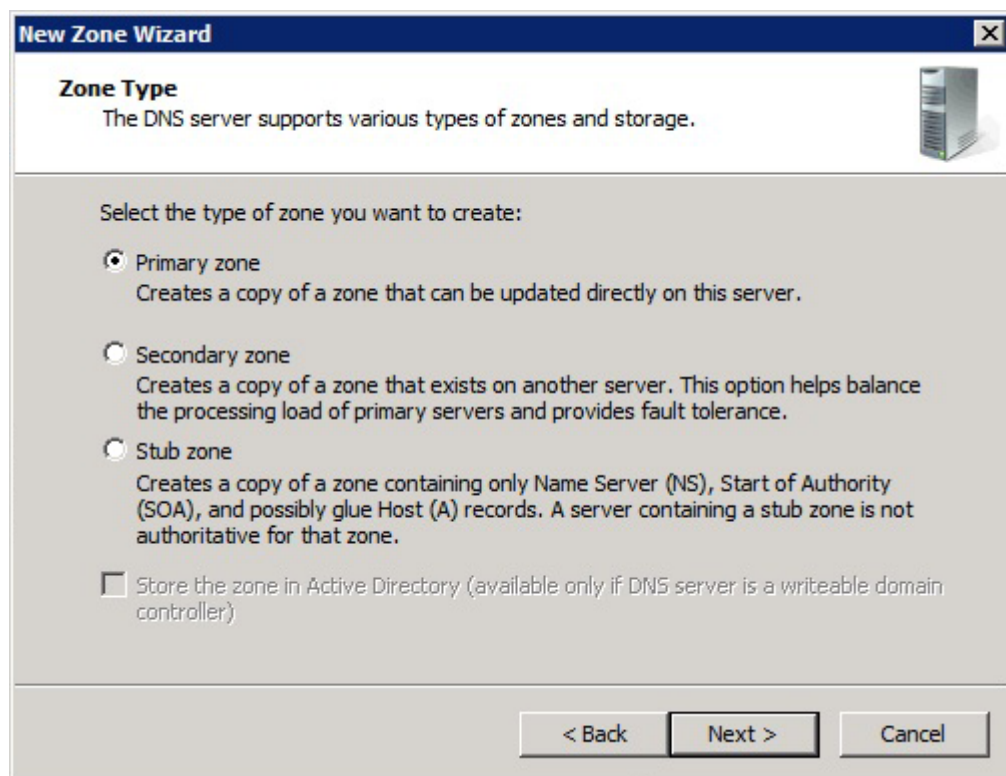 New Zone Wizard
Zone Type
The DNS server supports various types of zones and storage.
Select the type of zone you want to create:
Primary zone
Creates a copy of a zone that can be updated directly on this server.
Secondary zone
Creates a copy of a zone that exists on another server. This option helps balance
the processing load of primary servers and provides fault tolerance.
Stub zone
Creates a copy of a zone containing only Name Server (NS), Start of Authority
(SOA), and possibly glue Host (A) records. A server containing a stub zone is not
authoritative for that zone.
Store the zone in Active Directory (available only if DNS server is a writeable domain
controller)
< Back Next > Cancel